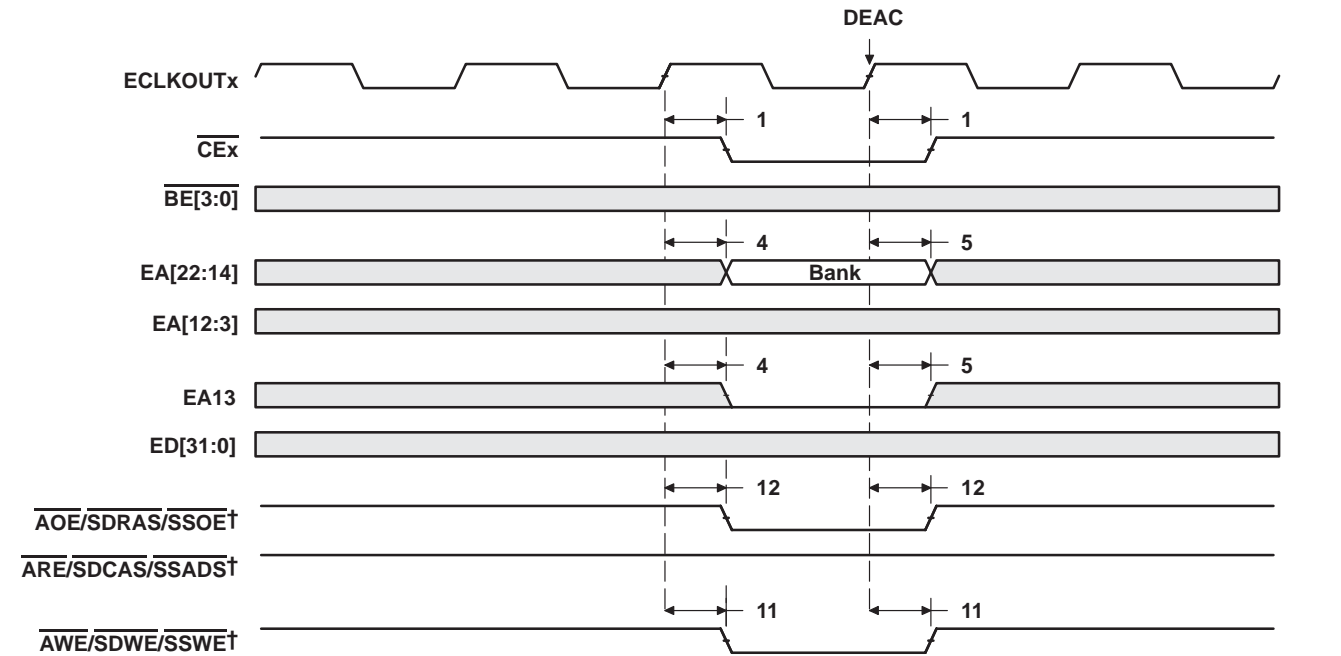 DEAC
ECLKOUTx
1 1
CEx
BE[3:0]
4 5
EA[22:14] Bank
EA[12:3]
4 5
EA13
ED[31:0]
12 12
AOE/SDRAS/SSOE†
ARE/SDCAS/SSADS†
11 11
AWE/SDWE/SSWE†